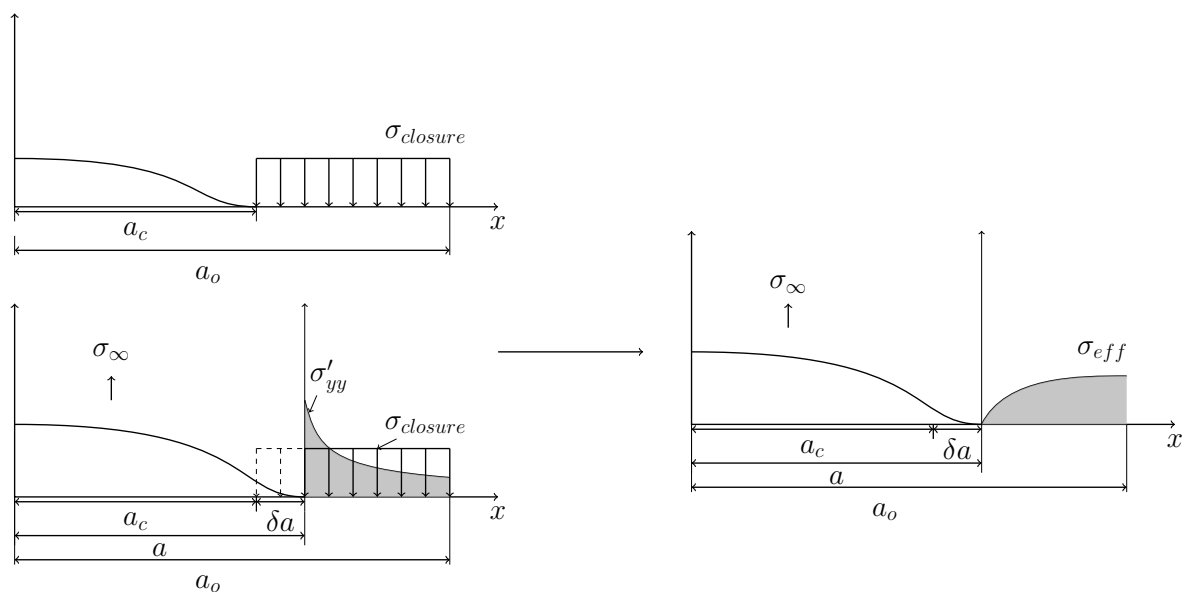 σ_closure
x
a_c
a_o
σ_∞
σ'_yy
σ_closure
x
a_c
δa
a
a_o
σ_∞
σ_eff
x
a_c
δa
a
a_o